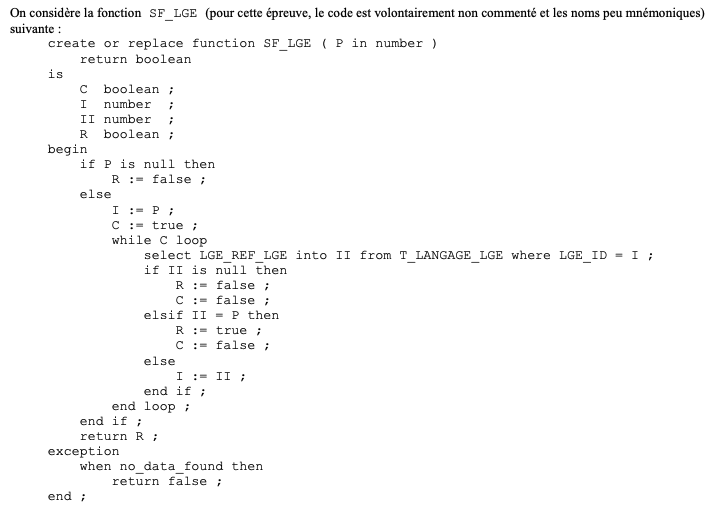 On considère la fonction SF_LGE (pour cette épreuve, le code est volontairement non commenté et les noms peu mnémoniques)
suivante :
create or replace function SF_LGE ( P in number )
return boolean
is
C boolean ;
I number ;
II number ;
R boolean ;
begin
if P is null then
R := false ;
else
I := P ;
C := true ;
while C loop
select LGE_REF_LGE into II from T_LANGAGE_LGE where LGE_ID = I ;
if II is null then
R := false ;
C := false ;
elsif II = P then
R := true ;
C := false ;
else
I := II ;
end if ;
end loop ;
end if ;
return R ;
exception
when no_data_found then
return false ;
end ;